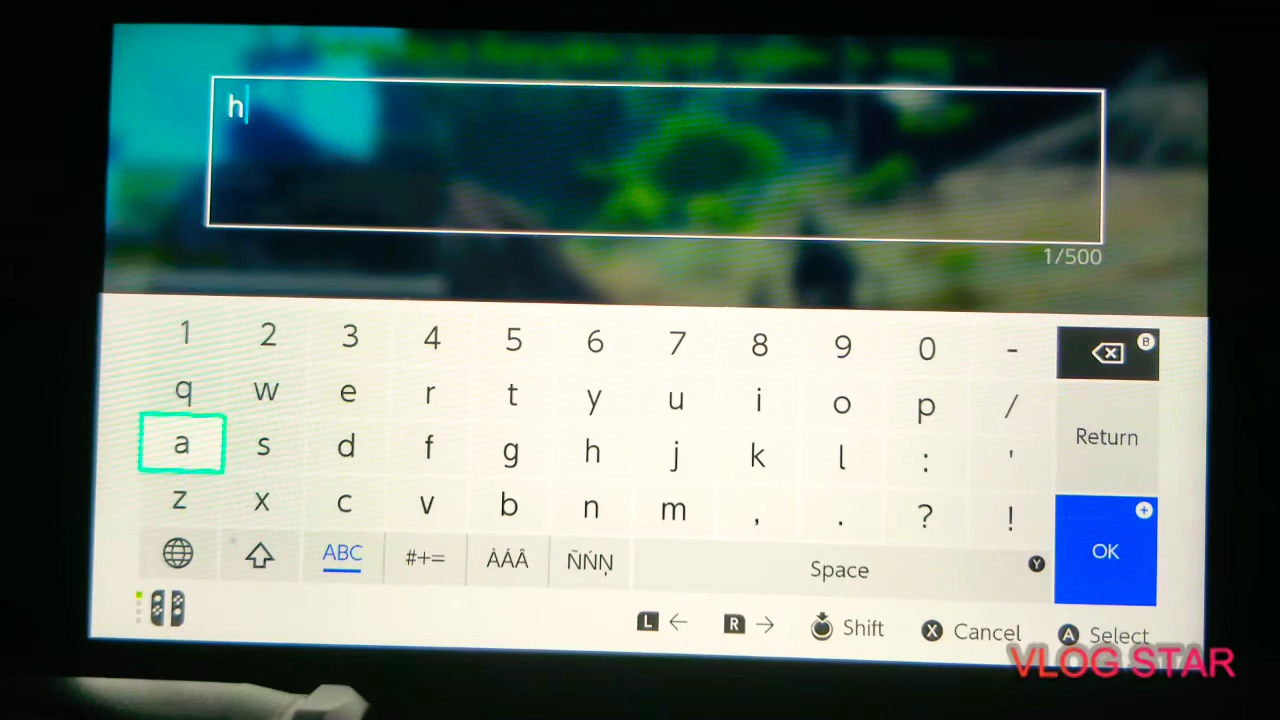 h
1/500
1 2 3 4 5 6 7 8 9 0 - B
q w e r t y u i o p /
Return
a s d f g h j k l : '
z x c v b n m , . ? ! +
OK
ABC #+= ÀÁÂ ÑŃŅ Space Y
L ← R → Shift X Cancel A Select
VLOG STAR